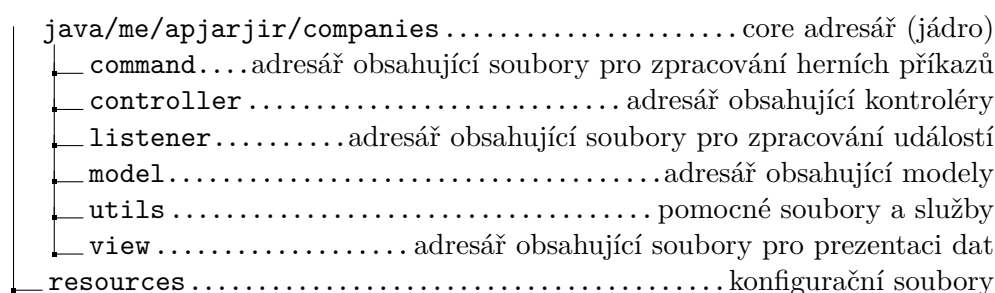 java/me/apjarjir/companies......................core adresář (jádro)
command....adresář obsahující soubory pro zpracování herních příkazů
controller..............................adresář obsahující kontroléry
listener..........adresář obsahující soubory pro zpracování událostí
model.....................................adresář obsahující modely
utils....................................pomocné soubory a služby
view...................adresář obsahující soubory pro prezentaci dat
resources........................................konfigurační soubory